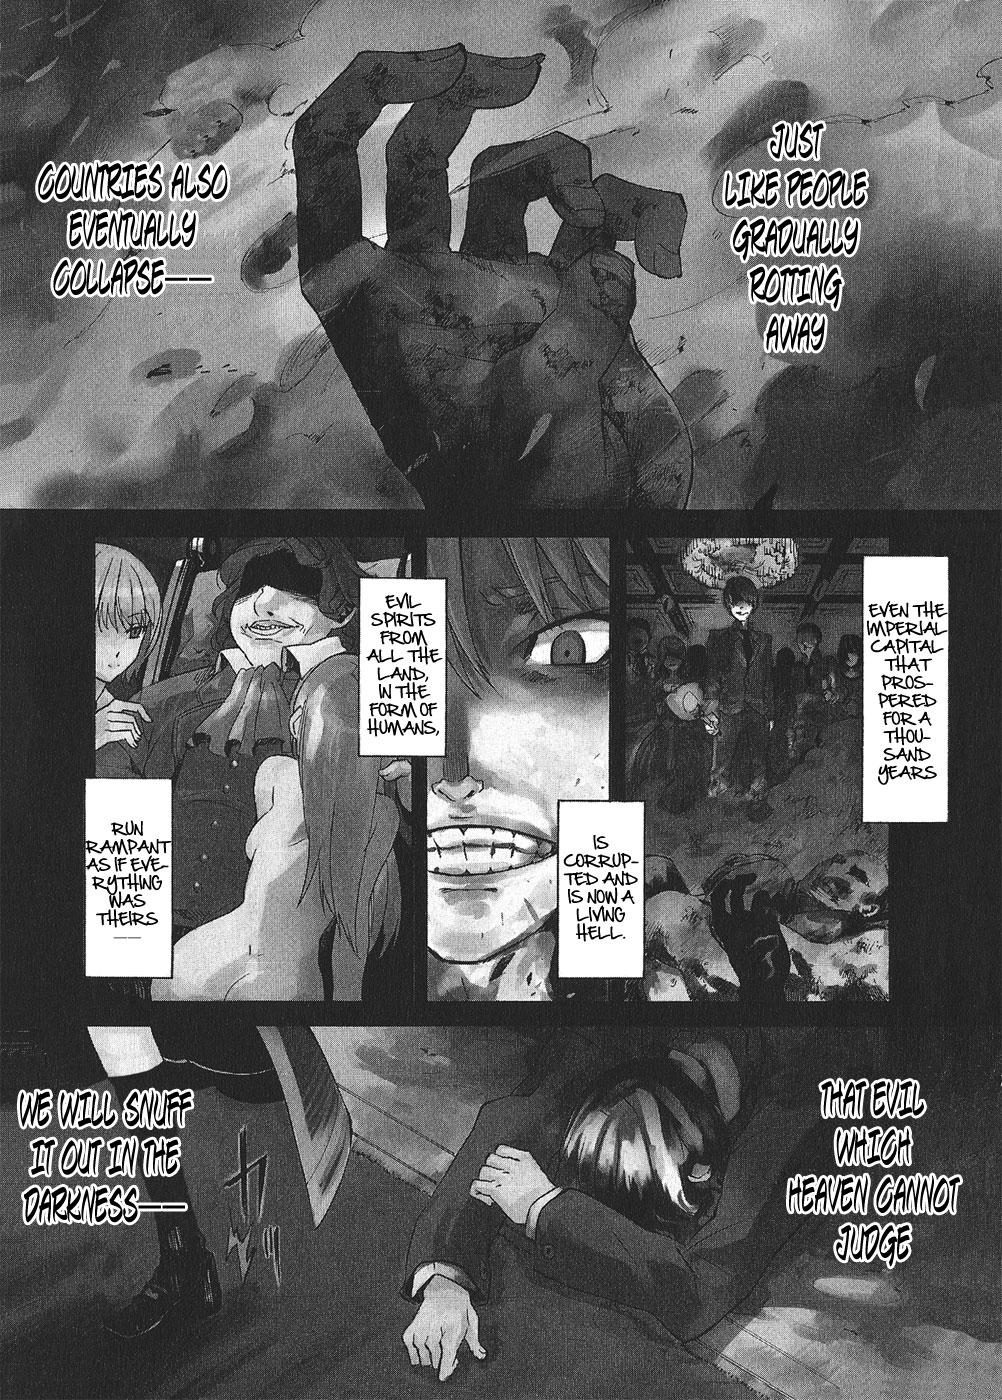 JUST
LIKE PEOPLE
GRADUALLY
ROTTING
AWAY
COUNTRIES ALSO
EVENTUALLY
COLLAPSE——
EVEN THE
IMPERIAL
CAPITAL
THAT
PROS-
PERED
FOR A
THOU-
SAND
YEARS
IS
CORRUP-
TED AND
IS NOW A
LIVING
HELL.
EVIL
SPIRITS
FROM
ALL THE
LAND,
IN THE
FORM OF
HUMANS,
RUN
RAMPANT
AS IF EVE-
RYTHING
WAS
THEIRS
——
THAT EVIL
WHICH
HEAVEN CANNOT
JUDGE
WE WILL SNUFF
IT OUT IN THE
DARKNESS——